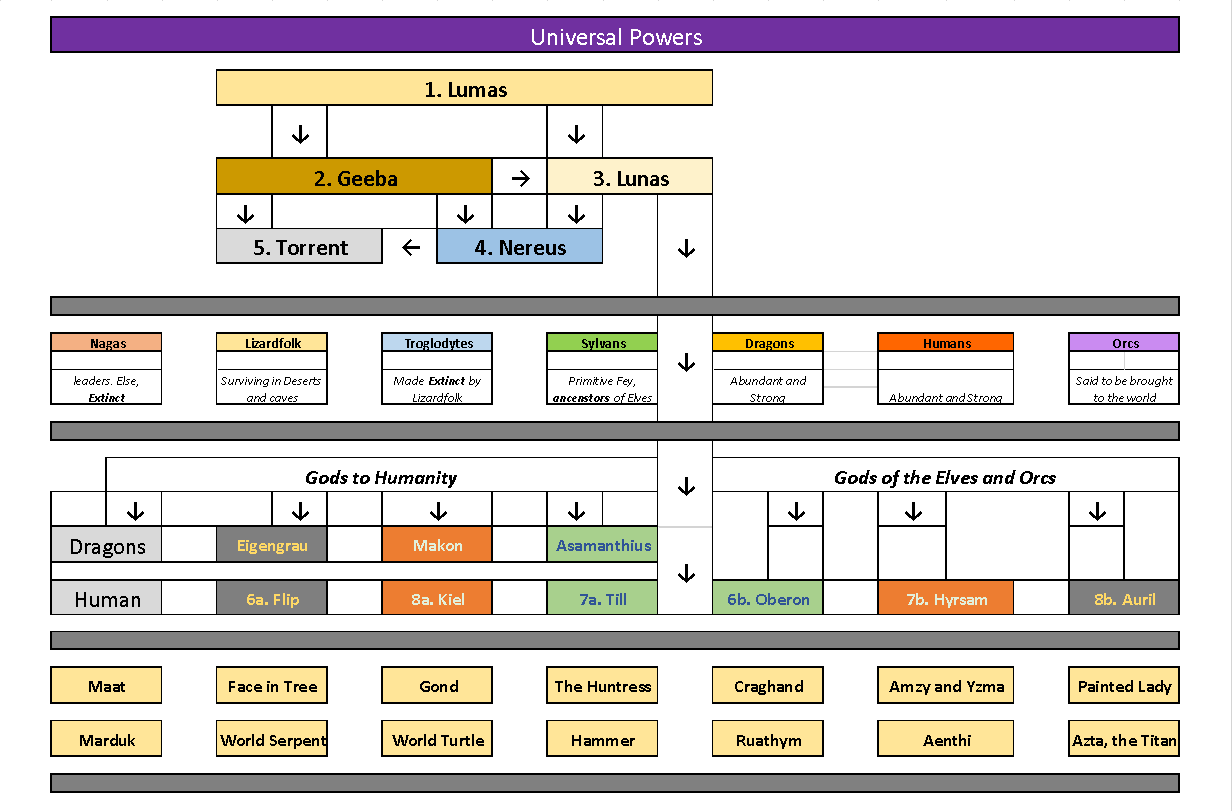 Universal Powers
1. Lumas
↓ ↓
2. Geeba → 3. Lunas
↓ ↓ ↓
5. Torrent ← 4. Nereus ↓
Nagas Lizardfolk Troglodytes Sylvans Dragons Humans Orcs
↓
leaders. Else, Surviving in Deserts Made Extinct by Primitive Fey, Abundant and Said to be brought
Extinct and caves Lizardfolk ancenstors of Elves Strong Abundant and Strong to the world
Gods to Humanity ↓ Gods of the Elves and Orcs
↓ ↓ ↓ ↓ ↓ ↓ ↓
Dragons Eigengrau Makon Asamanthius
↓
Human 6a. Flip 8a. Kiel 7a. Till 6b. Oberon 7b. Hyrsam 8b. Auril
Maat Face in Tree Gond The Huntress Craghand Amzy and Yzma Painted Lady
Marduk World Serpent World Turtle Hammer Ruathym Aenthi Azta, the Titan